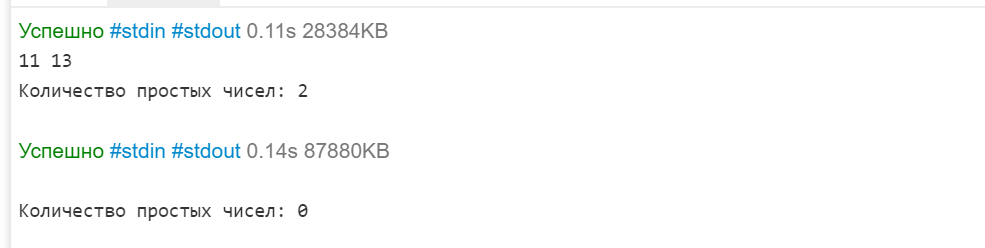 Успешно #stdin #stdout 0.11s 28384KB
11 13
Количество простых чисел: 2
Успешно #stdin #stdout 0.14s 87880KB
Количество простых чисел: 0